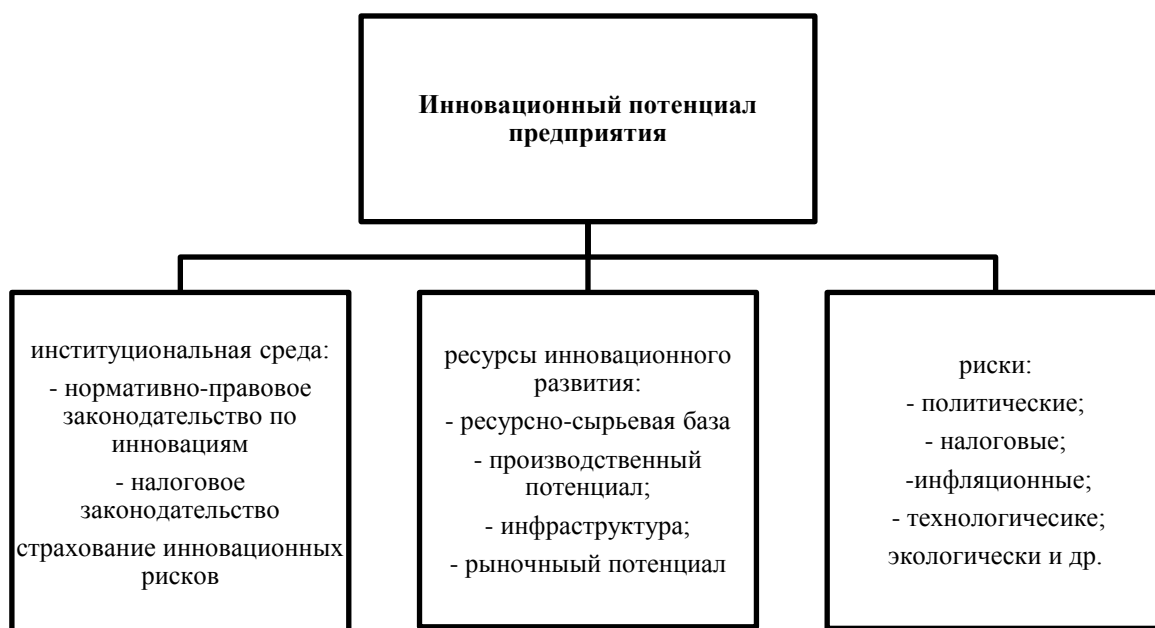 Инновационный потенциал
предприятия
институциональная среда:
- нормативно-правовое
законодательство по
инновациям
- налоговое
законодательство
страхование инновационных
рисков
ресурсы инновационного
развития:
- ресурсно-сырьевая база
- производственный
потенциал;
- инфраструктура;
- рыночныый потенциал
риски:
- политические;
- налоговые;
-инфляционные;
- технологичесике;
экологически и др.